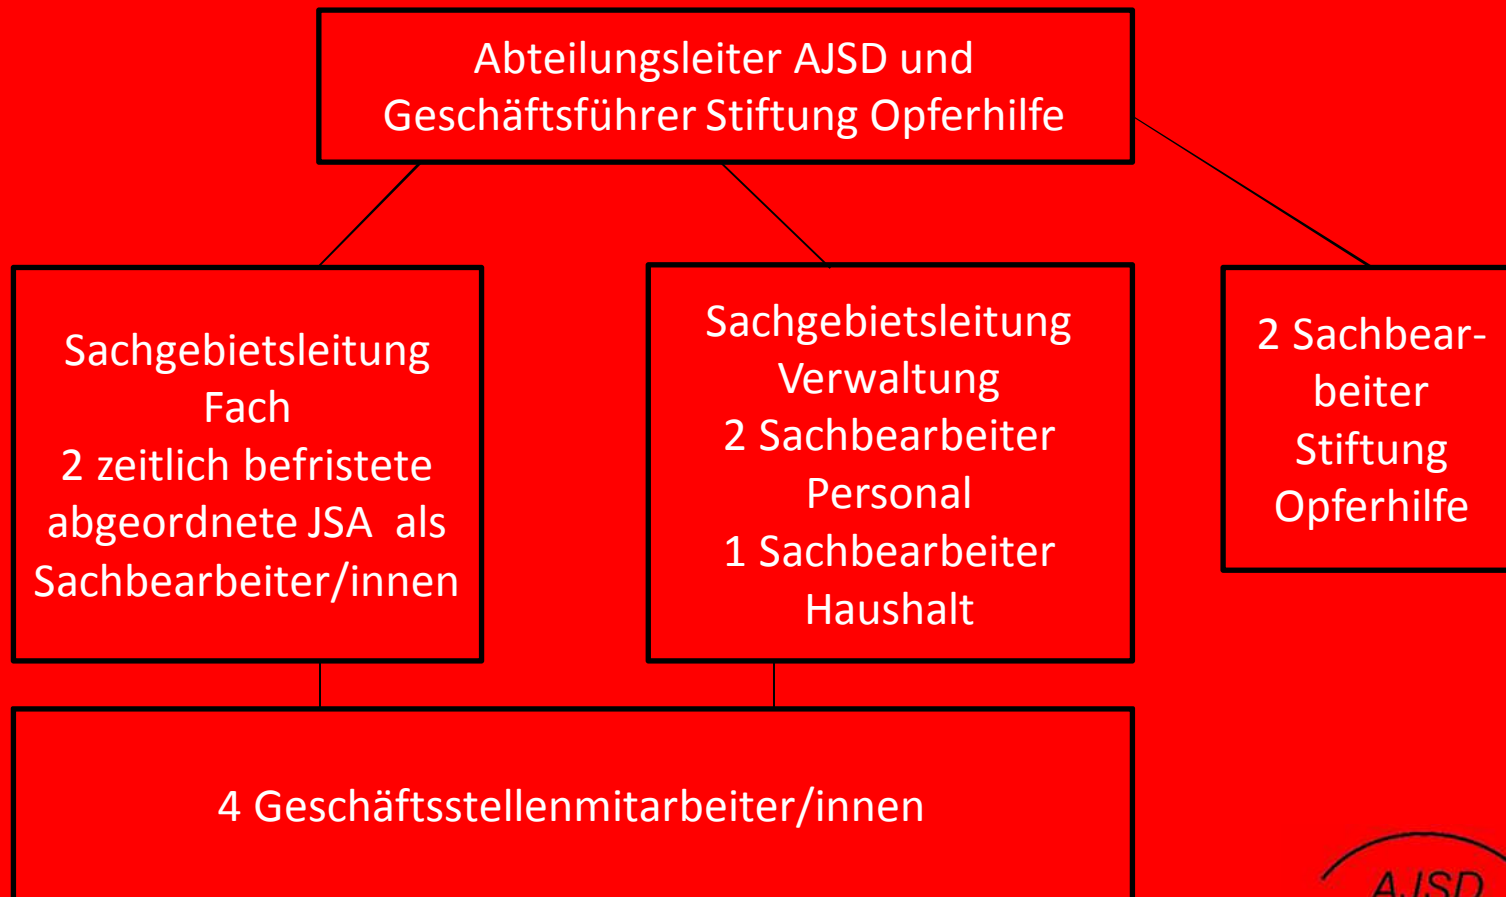 Abteilungsleiter AJSD und
Geschäftsführer Stiftung Opferhilfe
Sachgebietsleitung
Fach
2 zeitlich befristete
abgeordnete JSA als
Sachbearbeiter/innen
Sachgebietsleitung
Verwaltung
2 Sachbearbeiter
Personal
1 Sachbearbeiter
Haushalt
2 Sachbear-
beiter
Stiftung
Opferhilfe
4 Geschäftsstellenmitarbeiter/innen
AJSD